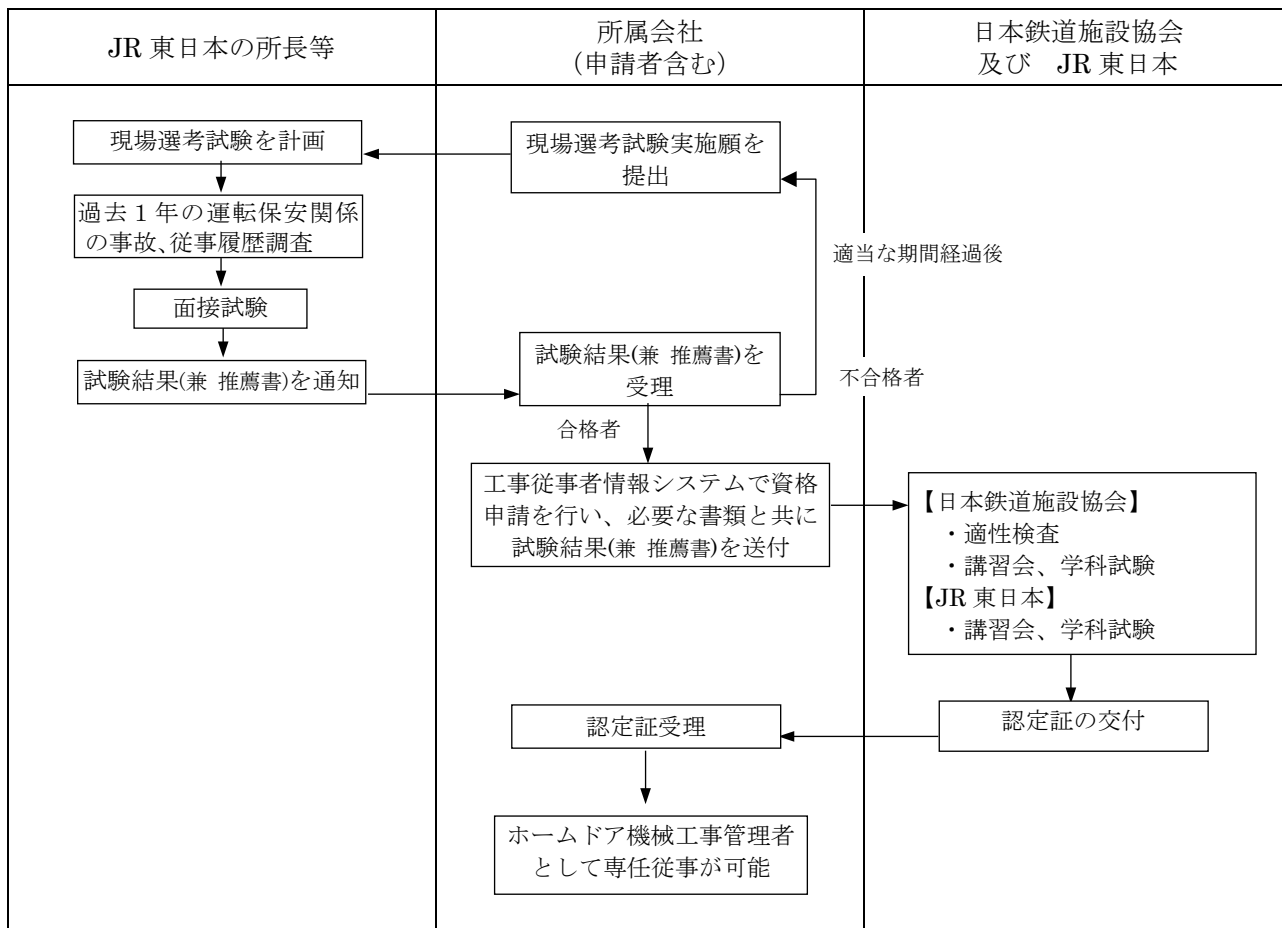 JR 東日本の所長等
所属会社
(申請者含む)
日本鉄道施設協会
及び　JR 東日本
現場選考試験を計画
過去１年の運転保安関係
の事故、従事履歴調査
面接試験
試験結果(兼 推薦書)を通知
現場選考試験実施願を
提出
適当な期間経過後
試験結果(兼 推薦書)を
受理
不合格者
合格者
工事従事者情報システムで資格
申請を行い、必要な書類と共に
試験結果(兼 推薦書)を送付
【日本鉄道施設協会】
・適性検査
・講習会、学科試験
【JR 東日本】
・講習会、学科試験
認定証の交付
認定証受理
ホームドア機械工事管理者
として専任従事が可能